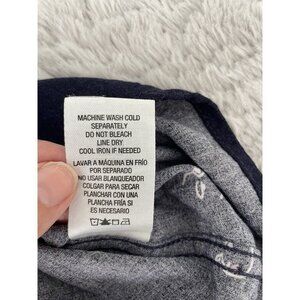 MACHINE WASH COLD
SEPARATELY
DO NOT BLEACH
LINE DRY
COOL IRON IF NEEDED
LAVAR A MÁQUINA EN FRÍO
POR SEPARADO
NO USAR BLANQUEADOR
COLGAR PARA SECAR
PLANCHAR CON UNA
PLANCHA FRÍA SI
ES NECESARIO